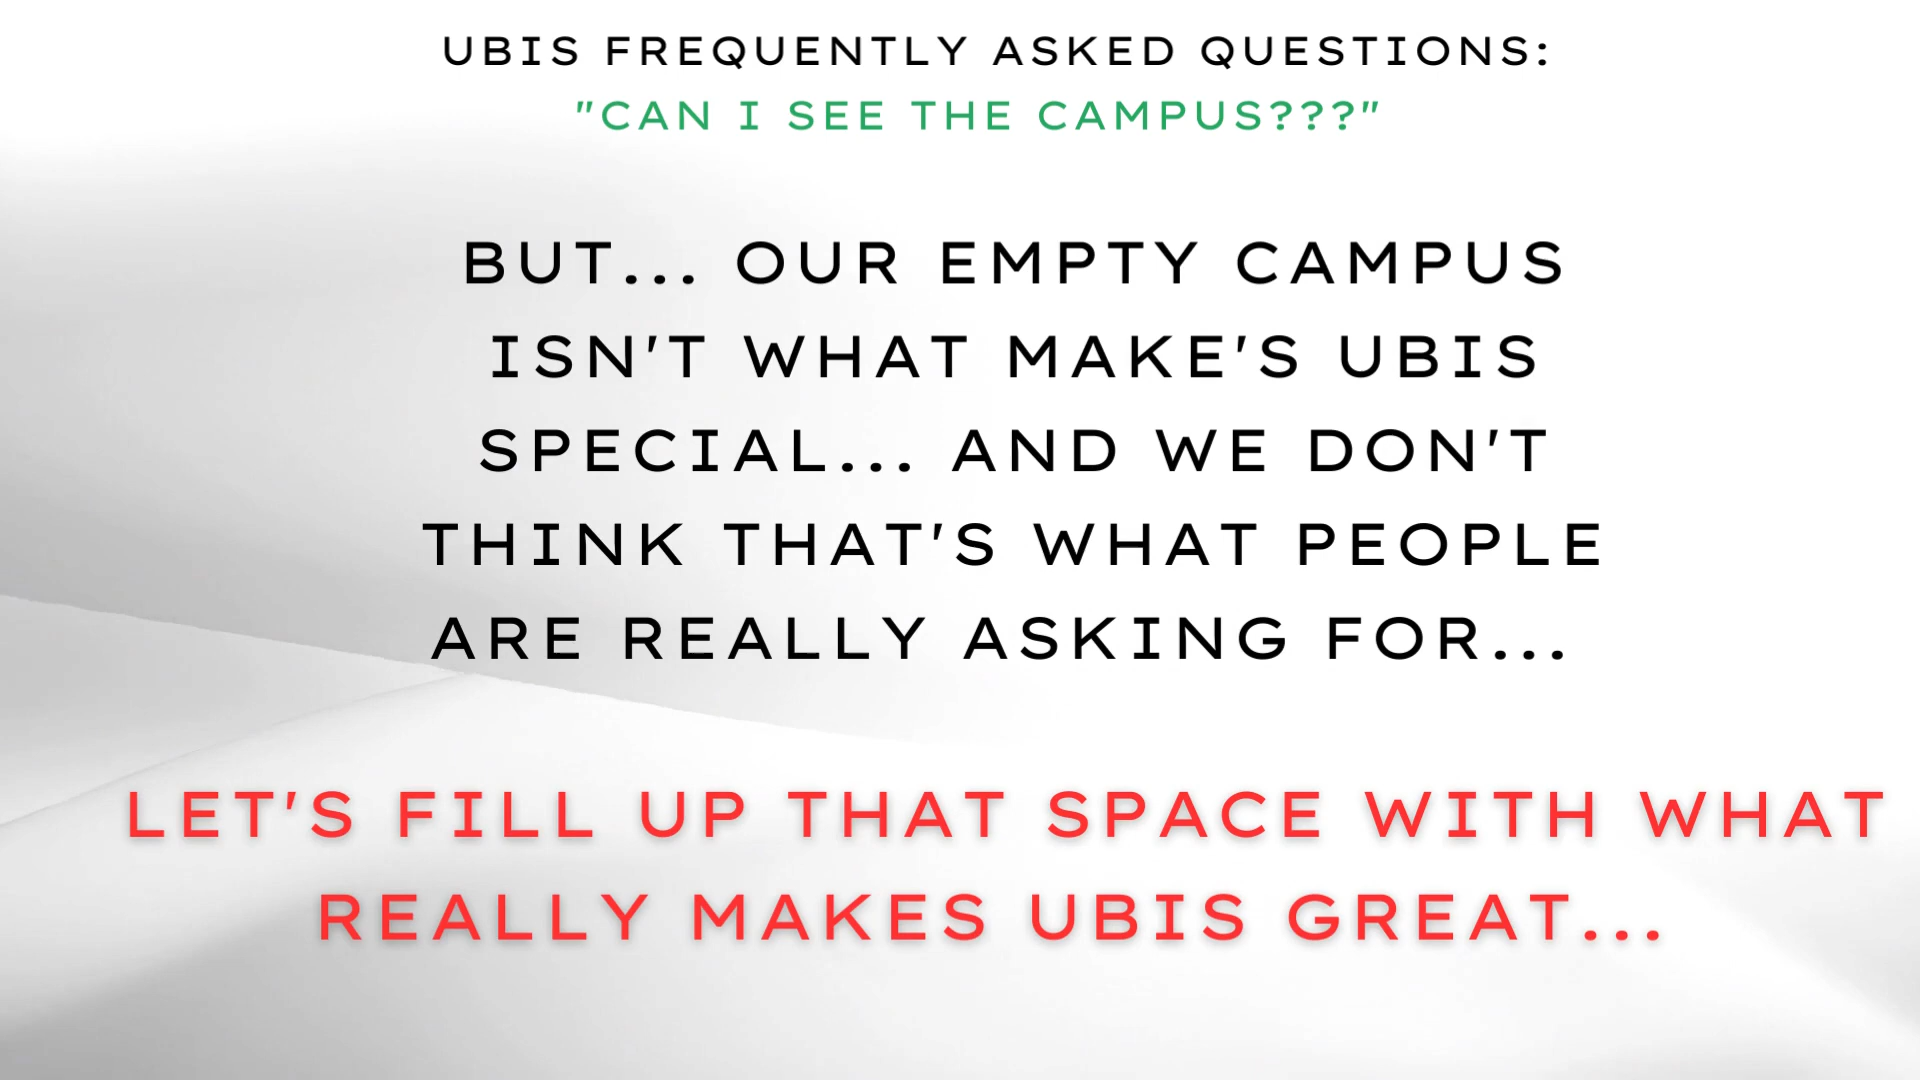 UBIS FREQUENTLY ASKED QUESTIONS:
"CAN I SEE THE CAMPUS???"
BUT... OUR EMPTY CAMPUS
ISN'T WHAT MAKE'S UBIS
SPECIAL... AND WE DON'T
THINK THAT'S WHAT PEOPLE
ARE REALLY ASKING FOR...
LET'S FILL UP THAT SPACE WITH WHAT
REALLY MAKES UBIS GREAT...